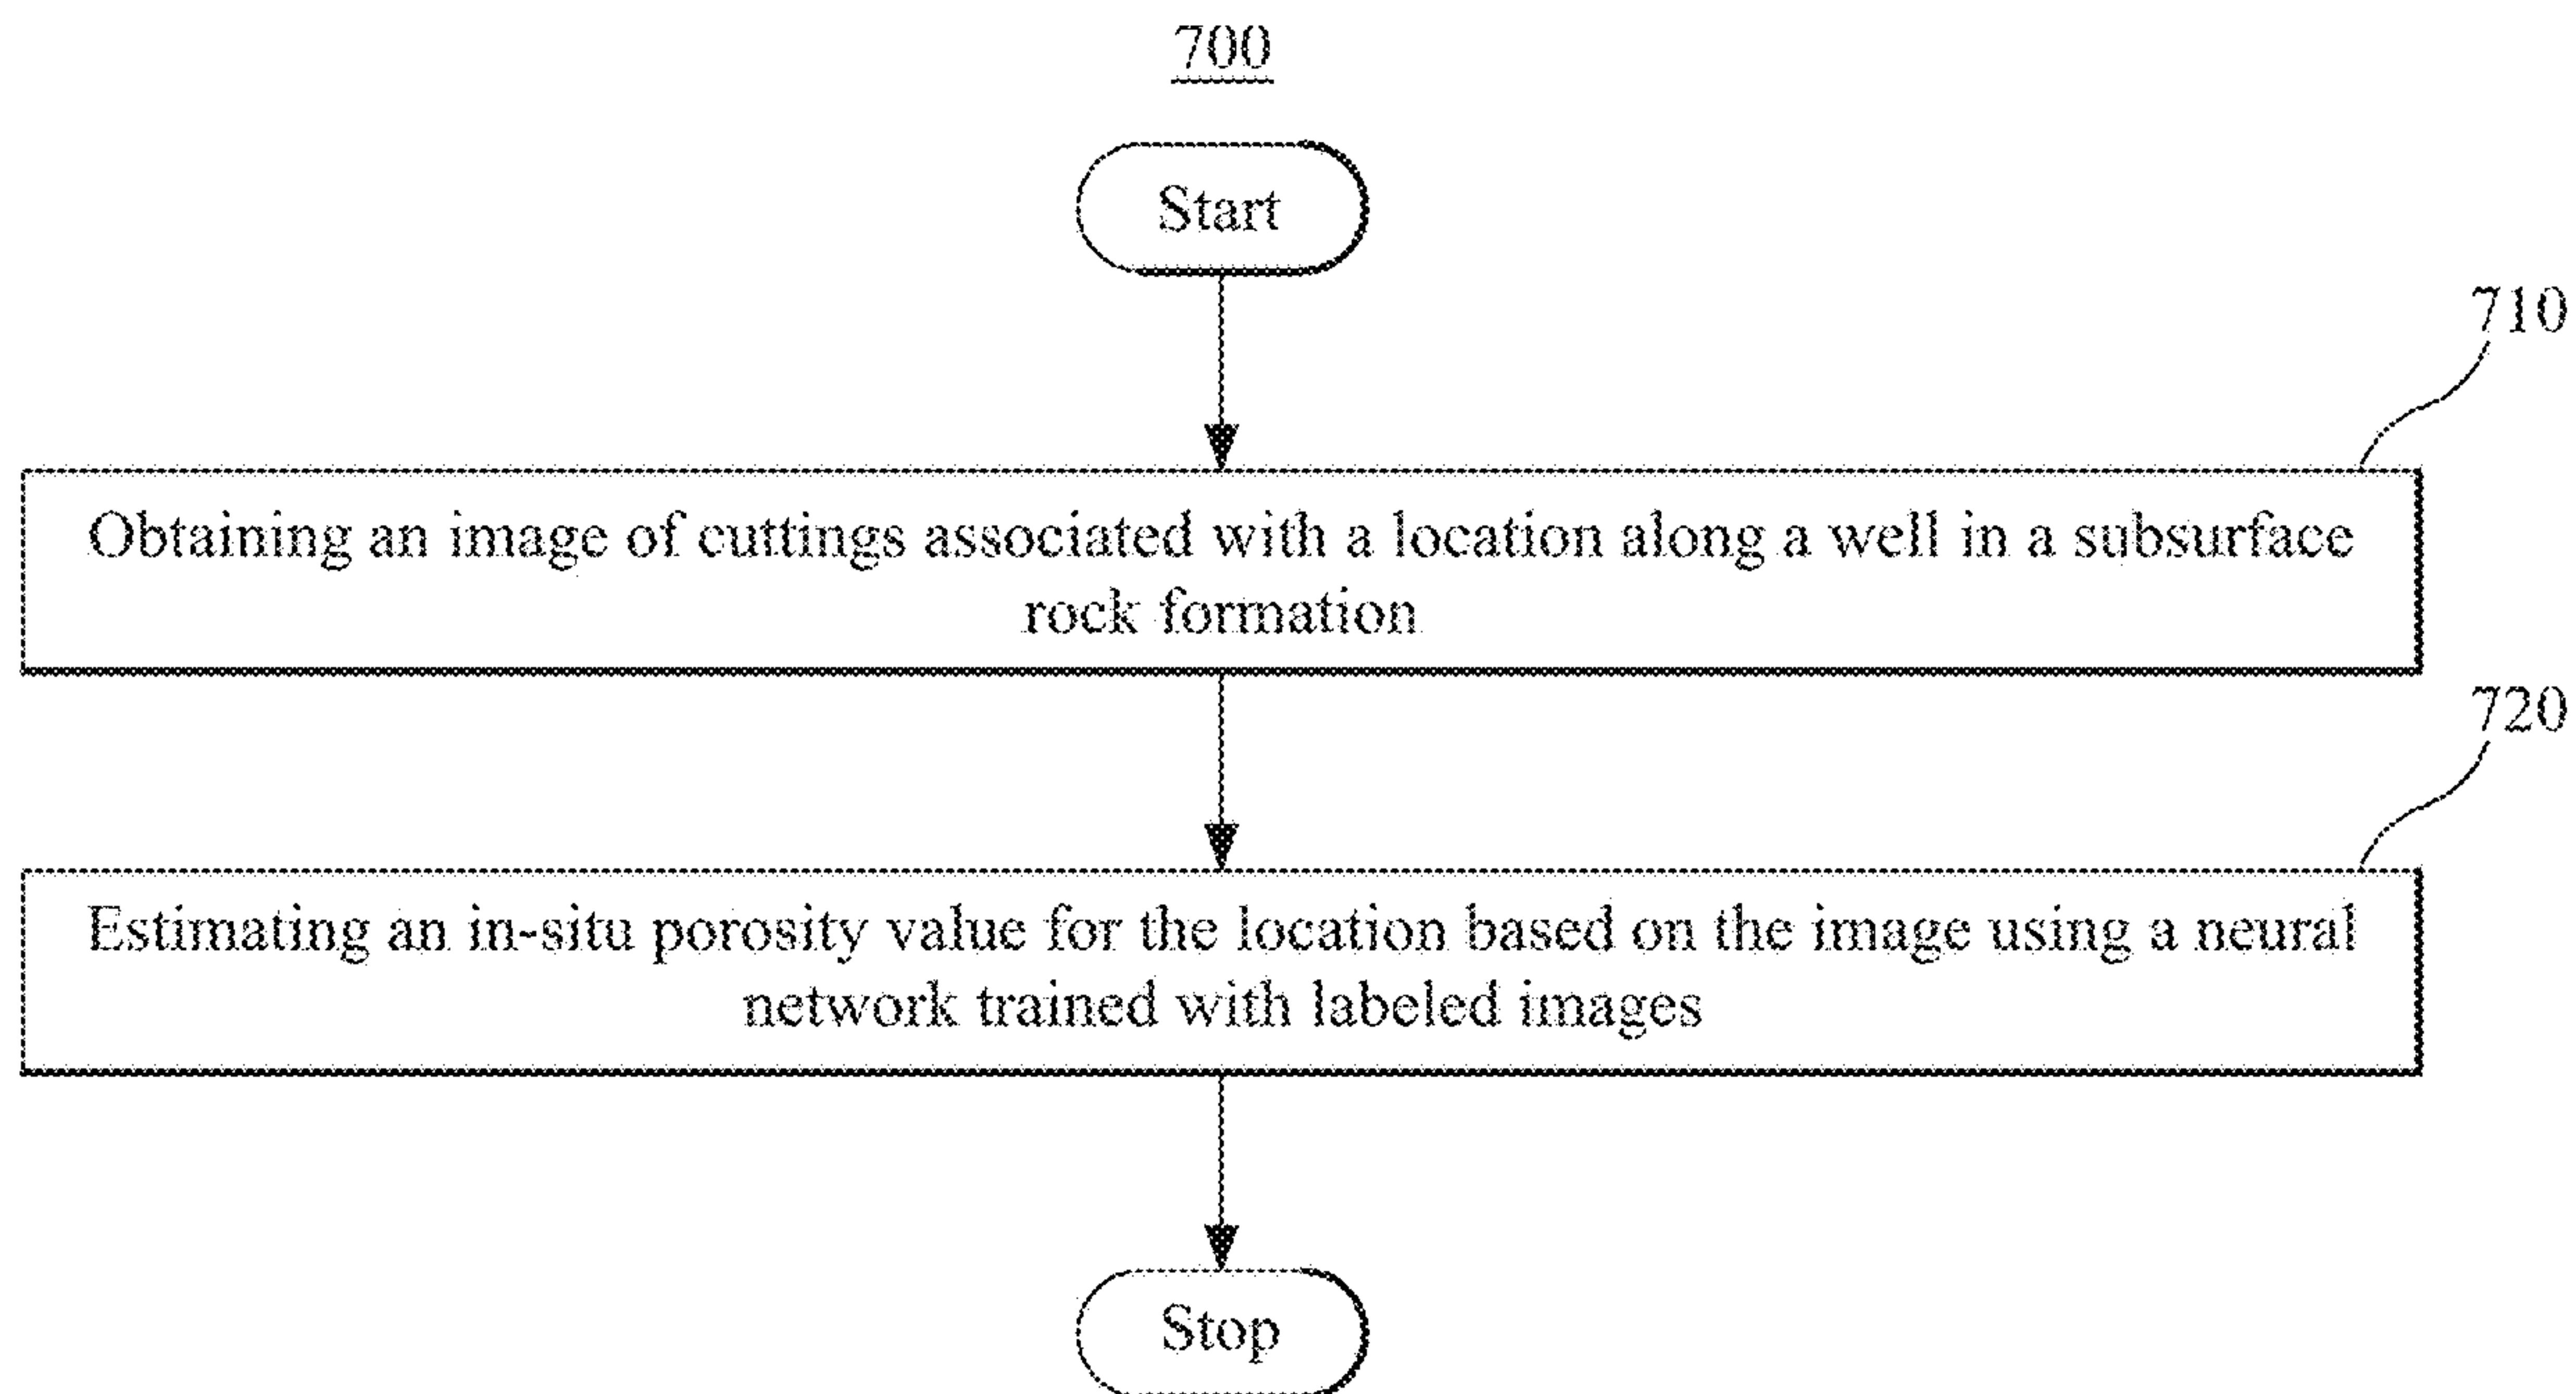 700
Start
710
Obtaining an image of cuttings associated with a location along a well in a subsurface
rock formation
720
Estimating an in-situ porosity value for the location based on the image using a neural
network trained with labeled images
Stop